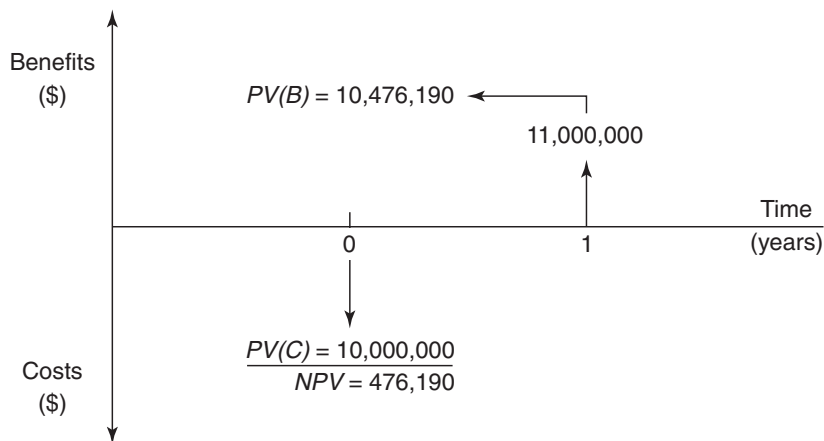 Benefits
($)
PV(B) = 10,476,190
11,000,000
Time
(years)
0
1
PV(C) = 10,000,000
NPV = 476,190
Costs
($)